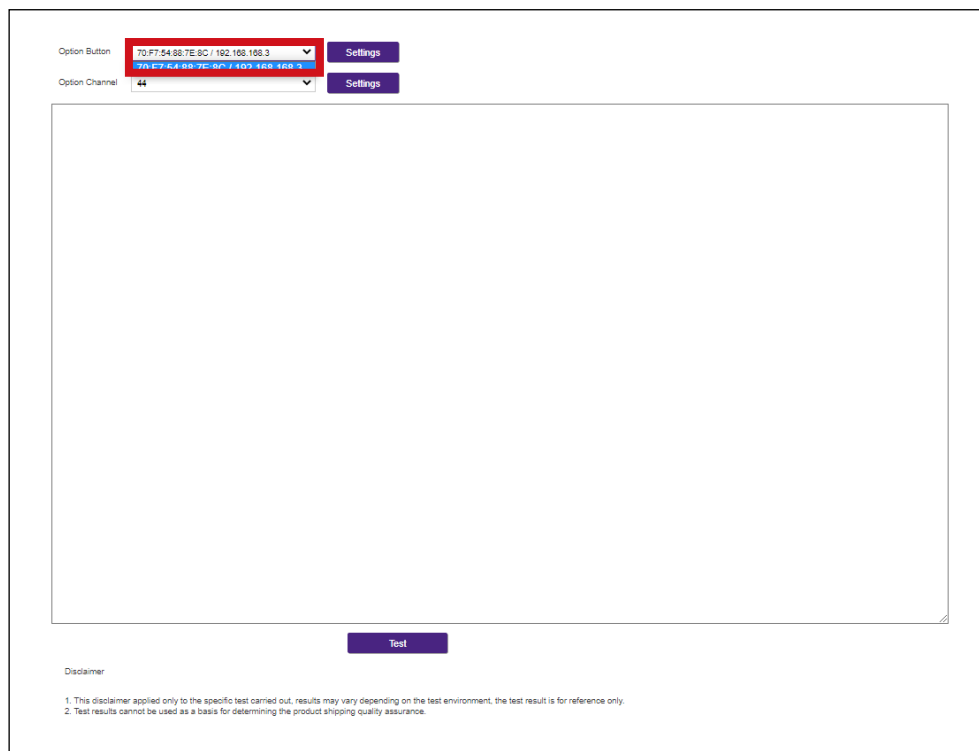 Option Button 70:F7:54:88:7E:8C / 192.168.168.3 Settings
70:F7:54:88:7E:8C / 192.168.168.3
Option Channel 44 Settings
Test
Disclaimer
1. This disclaimer applied only to the specific test carried out, results may vary depending on the test environment, the test result is for reference only.
2. Test results cannot be used as a basis for determining the product shipping quality assurance.